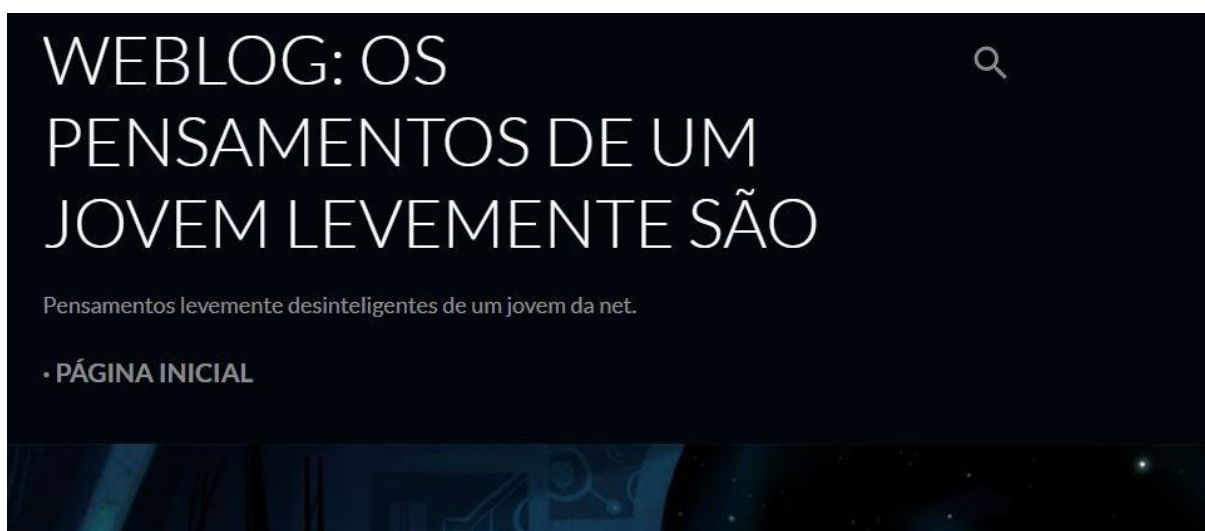 WEBLOG: OS
PENSAMENTOS DE UM
JOVEM LEVEMENTE SÃO
Pensamentos levemente desinteligentes de um jovem da net.
• PÁGINA INICIAL